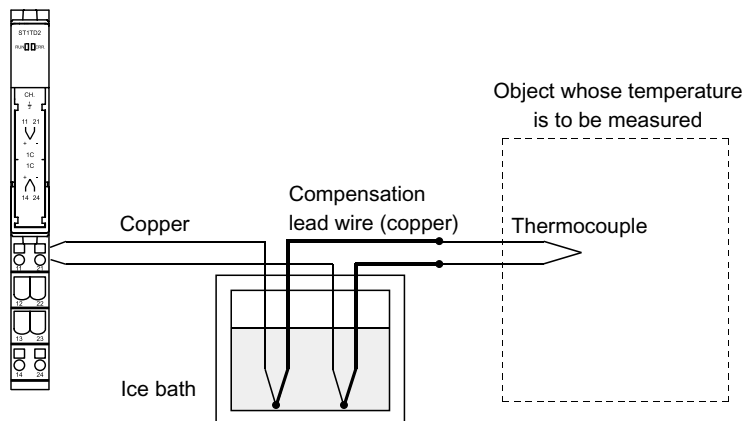 ST1TD2
RUN ERR.
CH.
11 21
+ -
1C
1C
+ -
14 24
11 21
12 22
13 23
14 24
Copper
Compensation
lead wire (copper)
Ice bath
Object whose temperature
is to be measured
Thermocouple